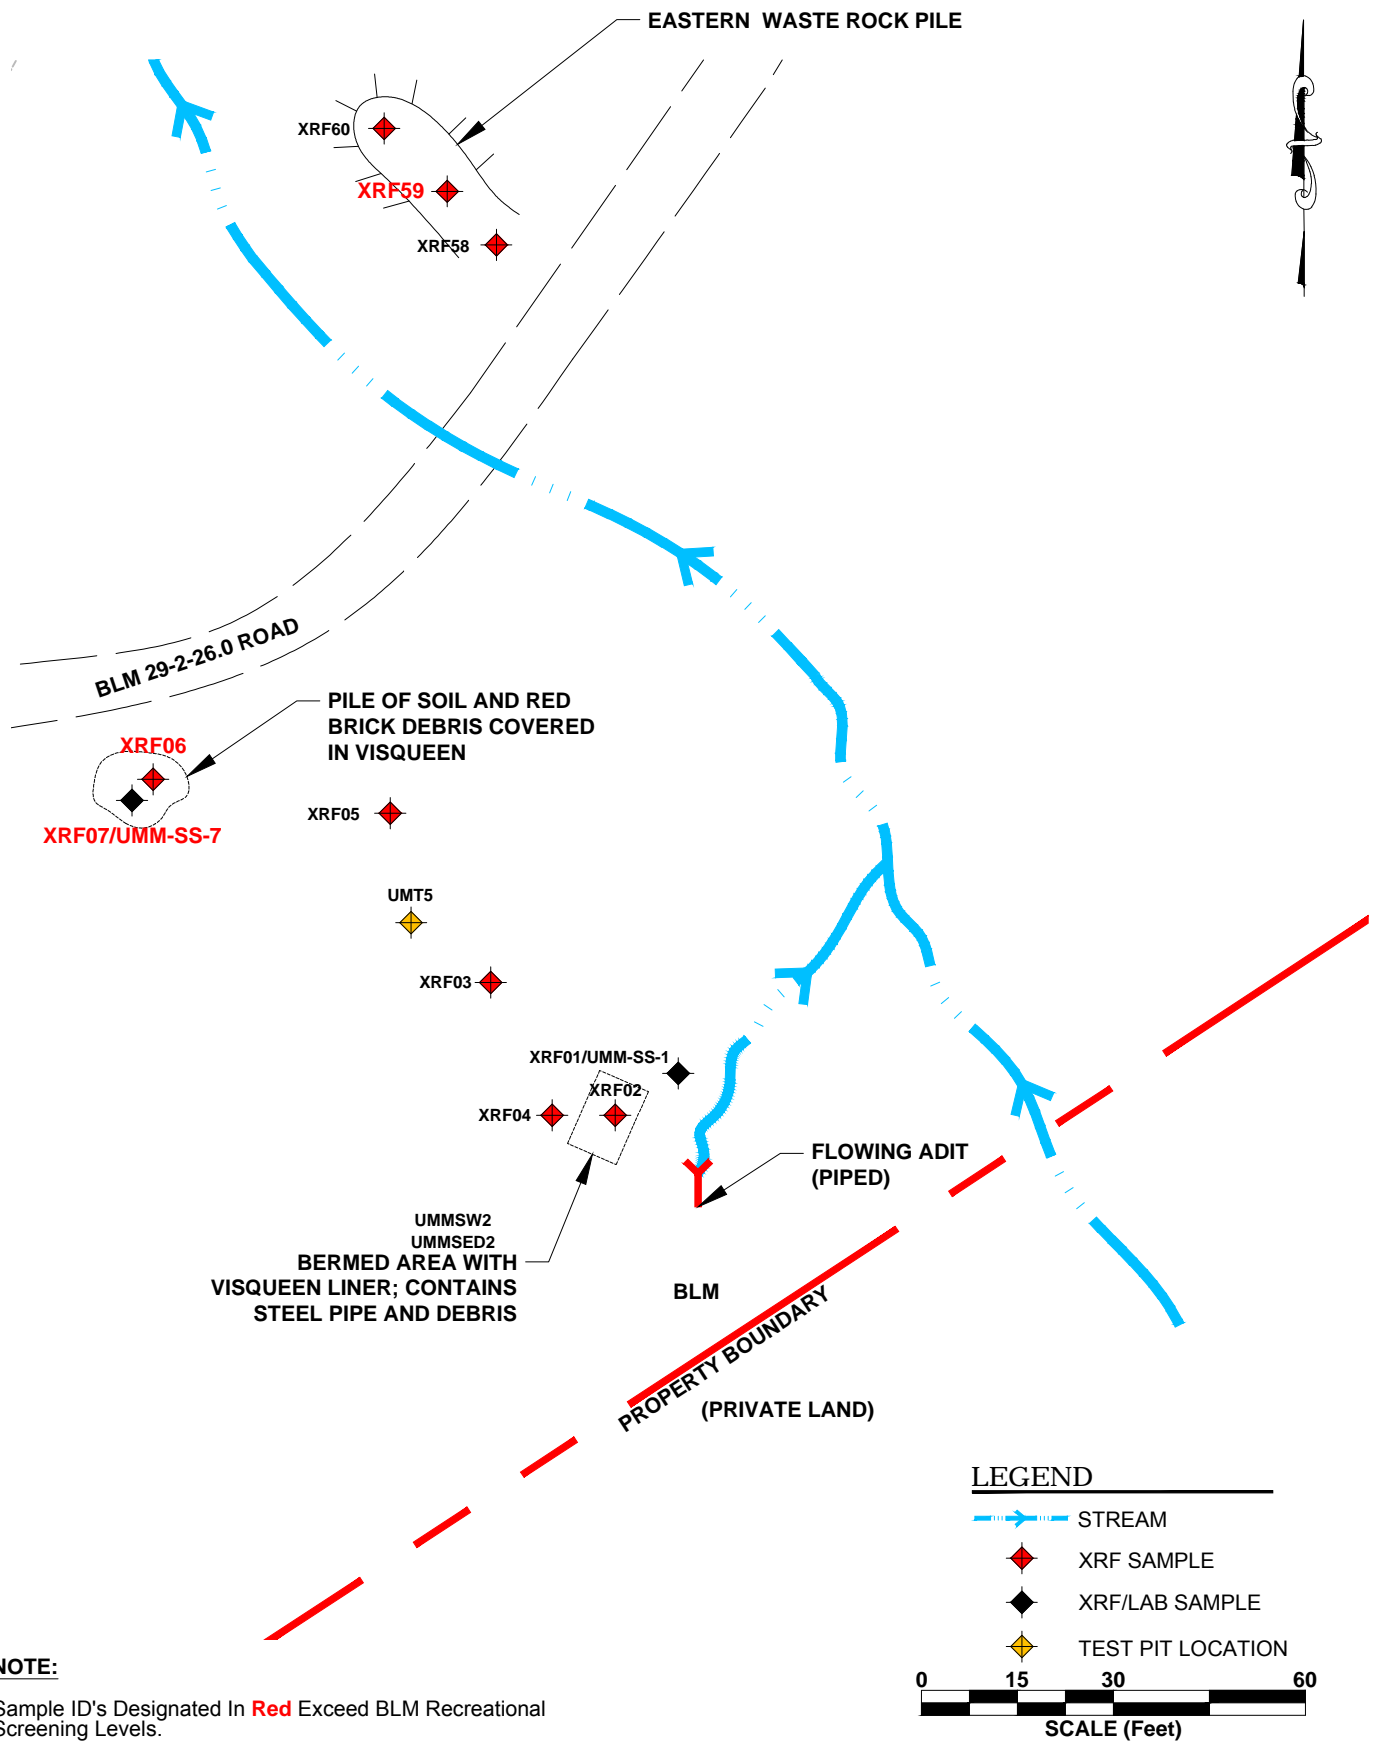 EASTERN WASTE ROCK PILE
XRF60
XRF59
XRF58
BLM 29-2-26.0 ROAD
PILE OF SOIL AND RED
BRICK DEBRIS COVERED
IN VISQUEEN
XRF06
XRF07/UMM-SS-7
XRF05
UMT5
XRF03
XRF01/UMM-SS-1
XRF02
XRF04
FLOWING ADIT
(PIPED)
UMMSW2
UMMSED2
BERMED AREA WITH
VISQUEEN LINER; CONTAINS
STEEL PIPE AND DEBRIS
BLM
PROPERTY BOUNDARY
(PRIVATE LAND)
LEGEND
STREAM
XRF SAMPLE
XRF/LAB SAMPLE
TEST PIT LOCATION
0 15 30 60
SCALE (Feet)
NOTE:
Sample ID's Designated In Red Exceed BLM Recreational
Screening Levels.